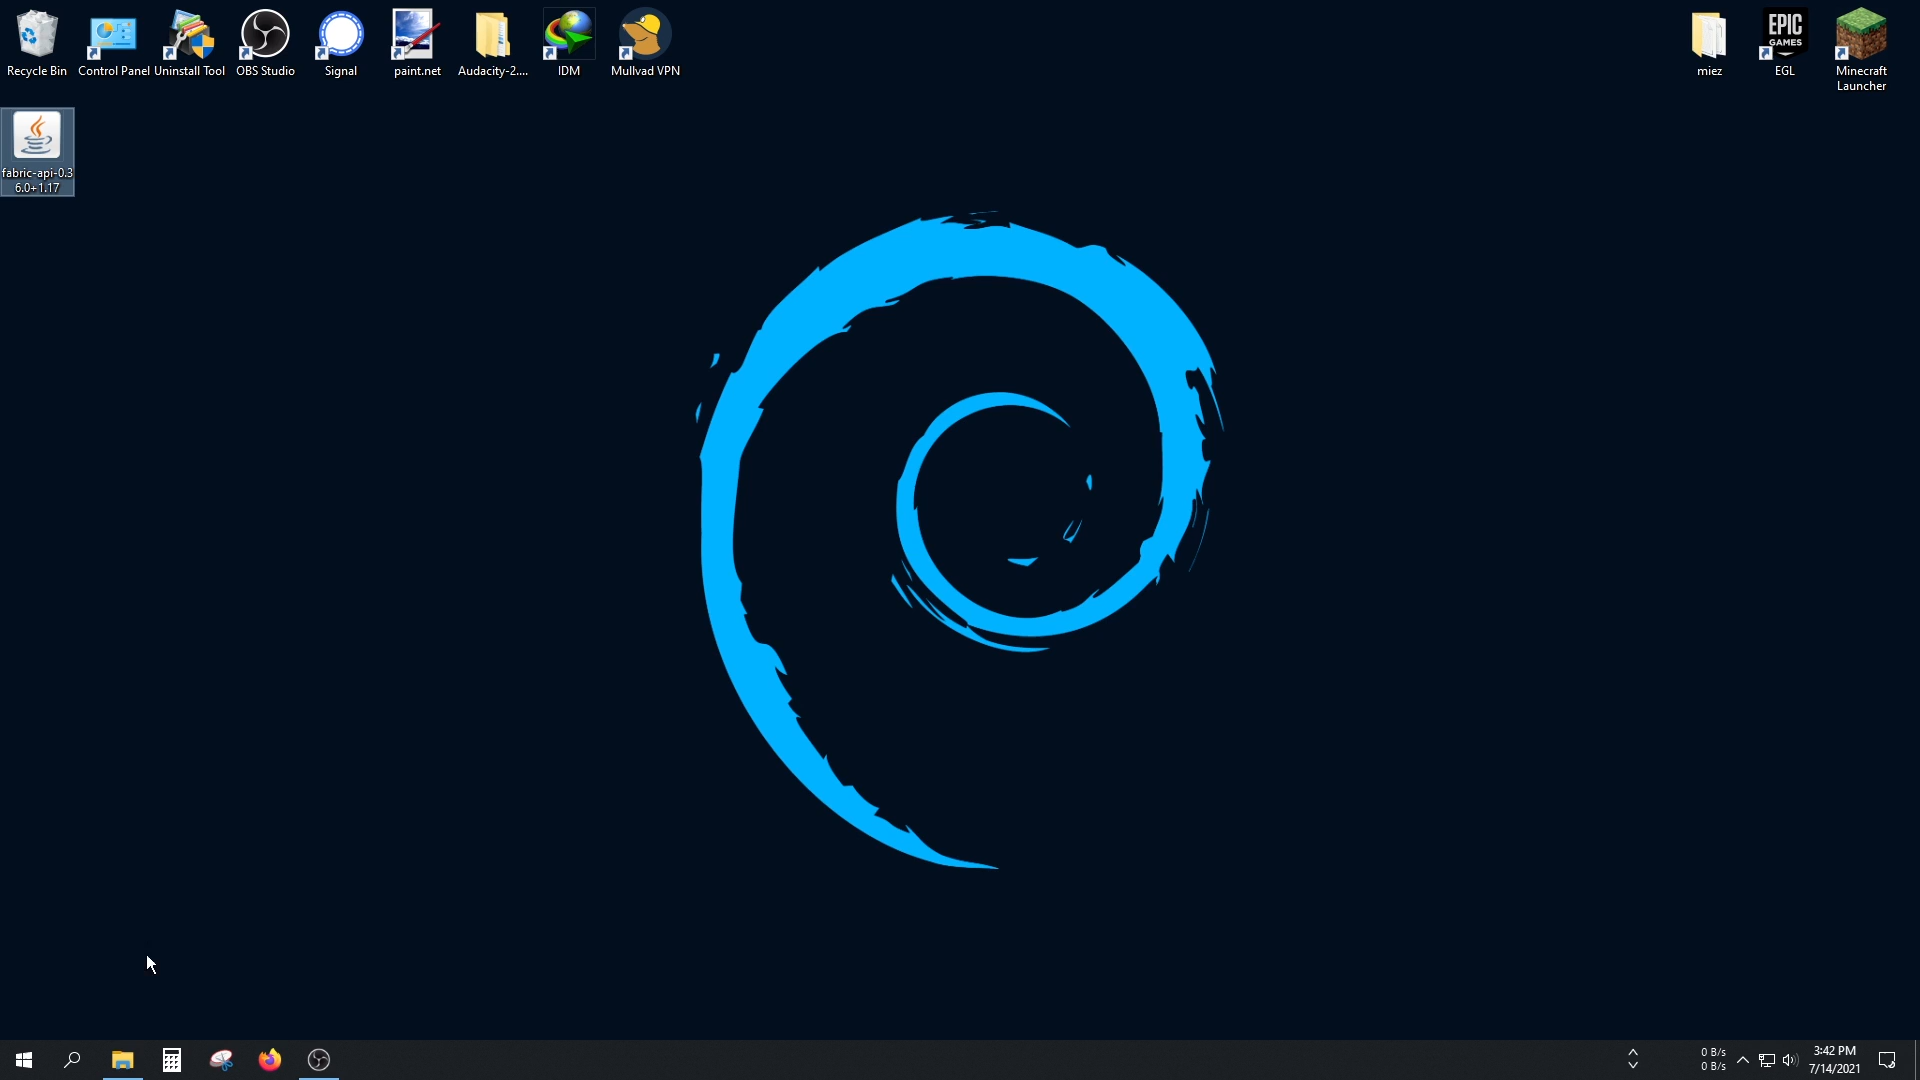 Recycle Bin
Control Panel
Uninstall Tool
OBS Studio
Signal
paint.net
Audacity-2....
IDM
Mullvad VPN
miez
EPIC
GAMES
EGL
Minecraft
Launcher
fabric-api-0.3
6.0+1.17
0 B/s
0 B/s
3:42 PM
7/14/2021